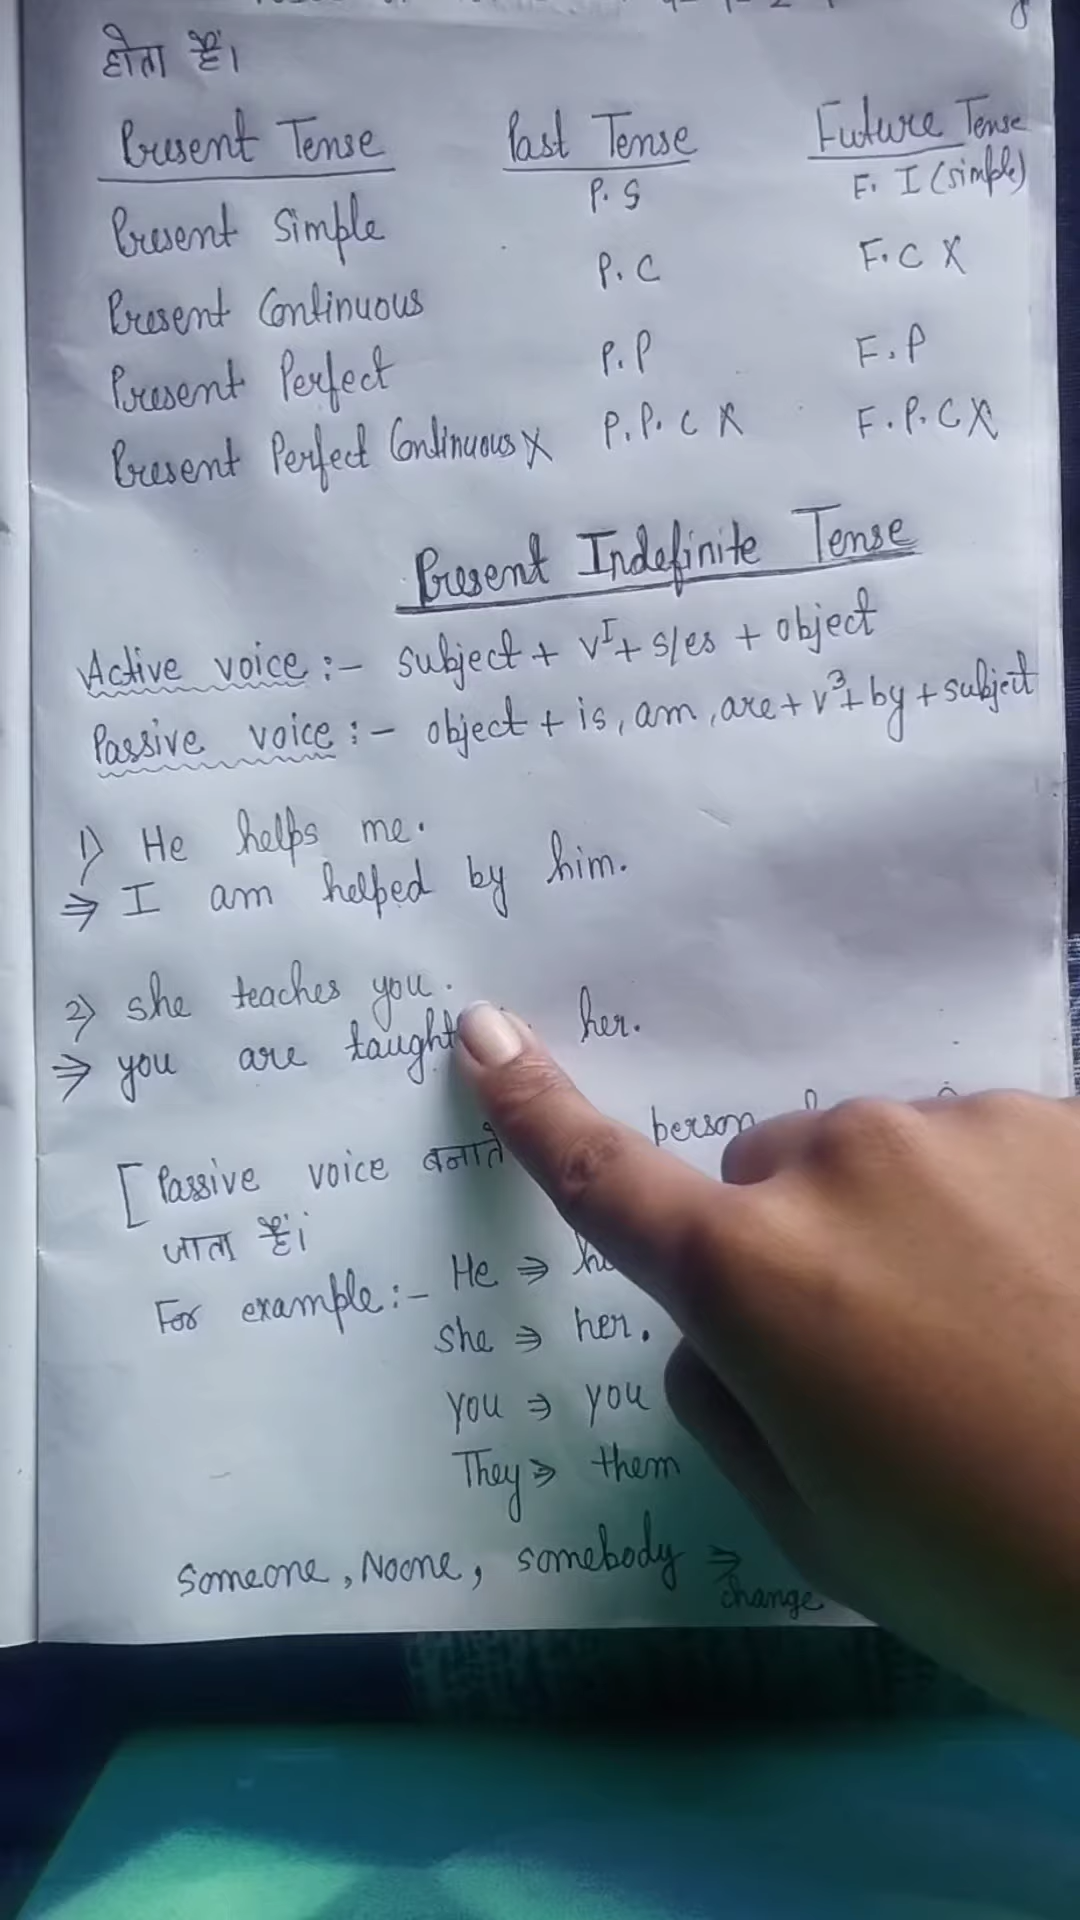 होता हैं।
Present Tense Past Tense Future Tense
Present Simple P.S F. I (simple)
Present Continuous P.C F.C X
Present Perfect P.P F.P
Present Perfect Continuous X P.P.C X F.P.C X
Present Indefinite Tense
Active voice :- subject + v I + s/es + object
Passive voice :- object + is, am, are + v 3 + by + subject
1) He helps me.
⇒ I am helped by him.
2) she teaches you.
⇒ you are taught her.
[Passive voice बनाते person
जाता हैं।
For example :- He ⇒
she ⇒ her.
you ⇒ you
They ⇒ them
Someone, Noone, somebody ⇒
change